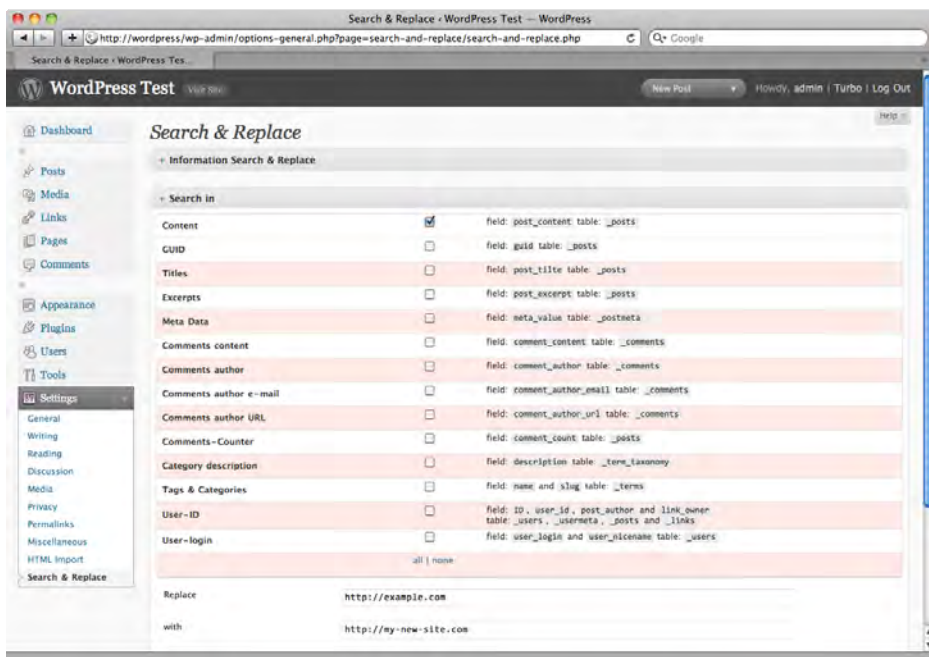 Search & Replace ‹ WordPress Test — WordPress
http://wordpress/wp-admin/options-general.php?page=search-and-replace/search-and-replace.php
Google
Search & Replace ‹ WordPress Tes...
WordPress Test Visit Site New Post Howdy, admin | Turbo | Log Out
Help
Dashboard
Posts
Media
Links
Pages
Comments
Appearance
Plugins
Users
Tools
Settings
General
Writing
Reading
Discussion
Media
Privacy
Permalinks
Miscellaneous
HTML Import
Search & Replace
Search & Replace
+ Information Search & Replace
+ Search in
Content field: post_content table: _posts
GUID field: guid table: _posts
Titles field: post_tilte table: _posts
Excerpts field: post_excerpt table: _posts
Meta Data field: meta_value table: _postmeta
Comments content field: comment_content table: _comments
Comments author field: comment_author table: _comments
Comments author e-mail field: comment_author_email table: _comments
Comments author URL field: comment_author_url table: _comments
Comments-Counter field: comment_count table: _posts
Category description field: description table: _term_taxonomy
Tags & Categories field: name and slug table: _terms
User-ID field: ID, user_id, post_author and link_owner
table: _users, _usermeta, _posts and _links
User-login field: user_login and user_nicename table: _users
all | none
Replace http://example.com
with http://my-new-site.com